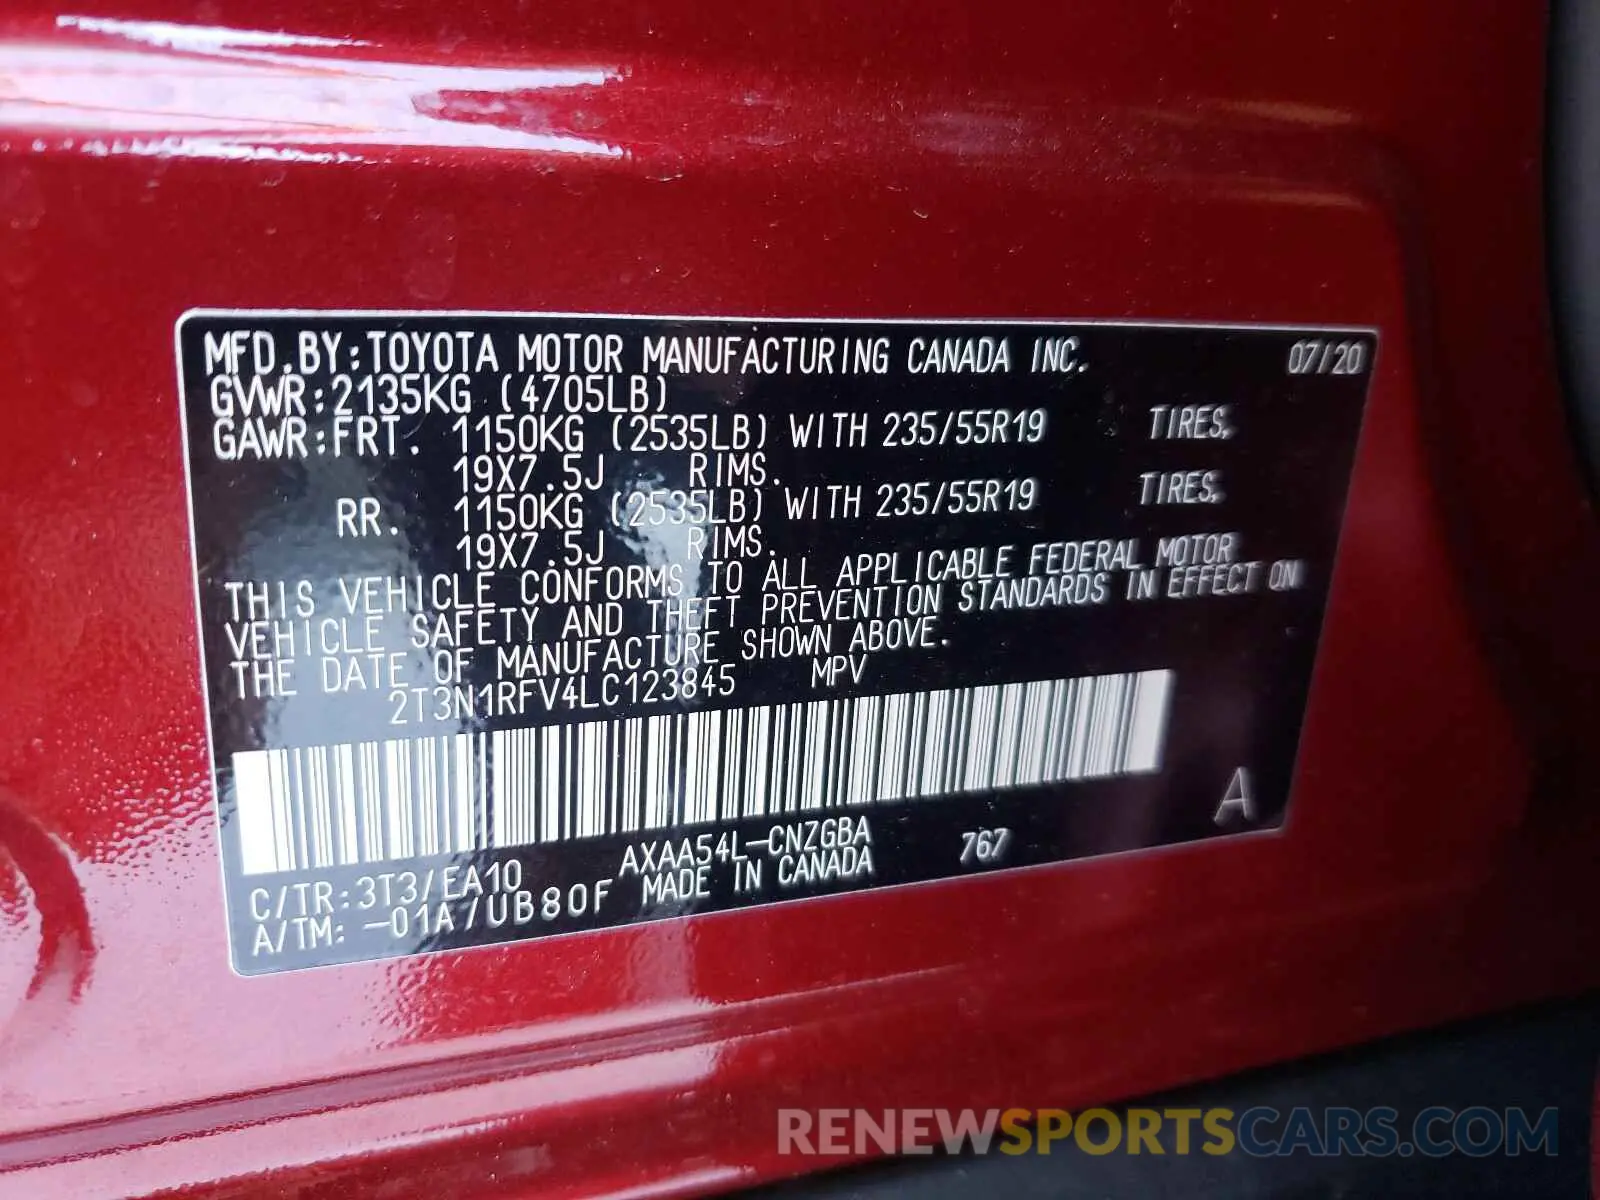 MFD.BY:TOYOTA MOTOR MANUFACTURING CANADA INC. 07/20
GVWR:2135KG (4705LB)
GAWR:FRT. 1150KG (2535LB) WITH 235/55R19 TIRES,
19X7.5J RIMS.
RR. 1150KG (2535LB) WITH 235/55R19 TIRES,
19X7.5J RIMS.
THIS VEHICLE CONFORMS TO ALL APPLICABLE FEDERAL MOTOR
VEHICLE SAFETY AND THEFT PREVENTION STANDARDS IN EFFECT ON
THE DATE OF MANUFACTURE SHOWN ABOVE.
2T3N1RFV4LC123845 MPV
A
C/TR:3T3/EA10 AXAA54L-CNZGBA 767
A/TM: -01A/UB80F MADE IN CANADA
RENEWSPORTSCARS.COM